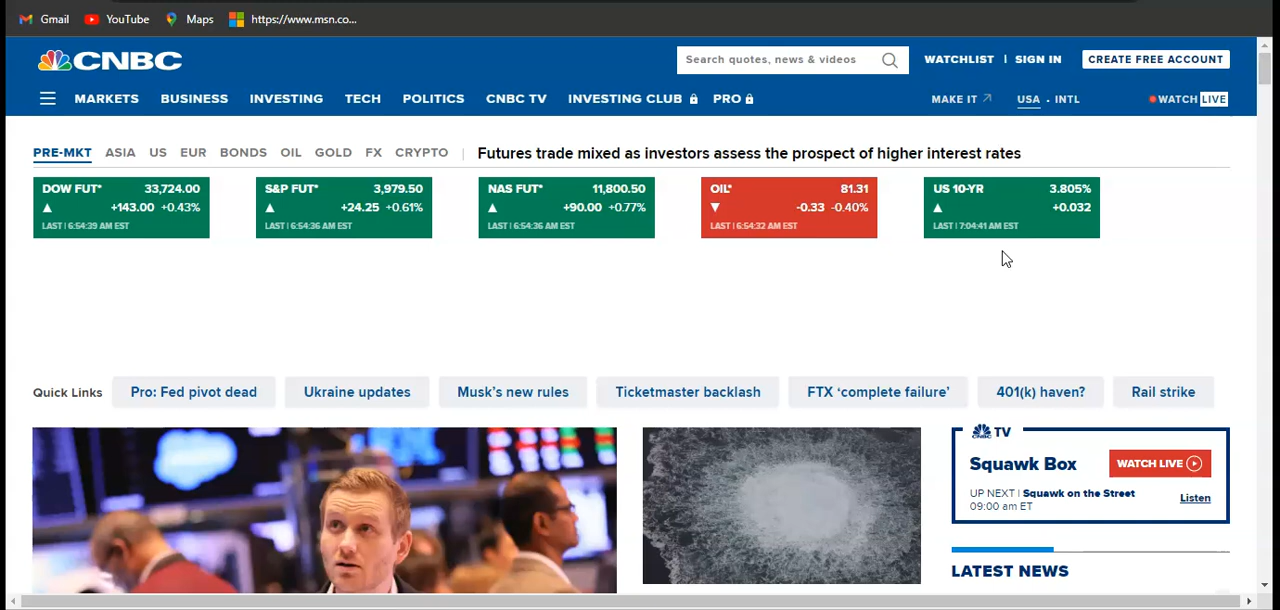 Gmail YouTube Maps https://www.msn.co...
CNBC
Search quotes, news & videos
WATCHLIST | SIGN IN CREATE FREE ACCOUNT
MARKETS BUSINESS INVESTING TECH POLITICS CNBC TV INVESTING CLUB PRO
MAKE IT USA • INTL WATCH LIVE
PRE-MKT ASIA US EUR BONDS OIL GOLD FX CRYPTO | Futures trade mixed as investors assess the prospect of higher interest rates
DOW FUT* 33,724.00
+143.00 +0.43%
LAST | 6:54:39 AM EST
S&P FUT* 3,979.50
+24.25 +0.61%
LAST | 6:54:36 AM EST
NAS FUT* 11,800.50
+90.00 +0.77%
LAST | 6:54:36 AM EST
OIL* 81.31
-0.33 -0.40%
LAST | 6:54:32 AM EST
US 10-YR 3.805%
+0.032
LAST | 7:04:41 AM EST
Quick Links Pro: Fed pivot dead Ukraine updates Musk's new rules Ticketmaster backlash FTX ‘complete failure’ 401(k) haven? Rail strike
TV
Squawk Box WATCH LIVE
UP NEXT | Squawk on the Street
09:00 am ET
Listen
LATEST NEWS